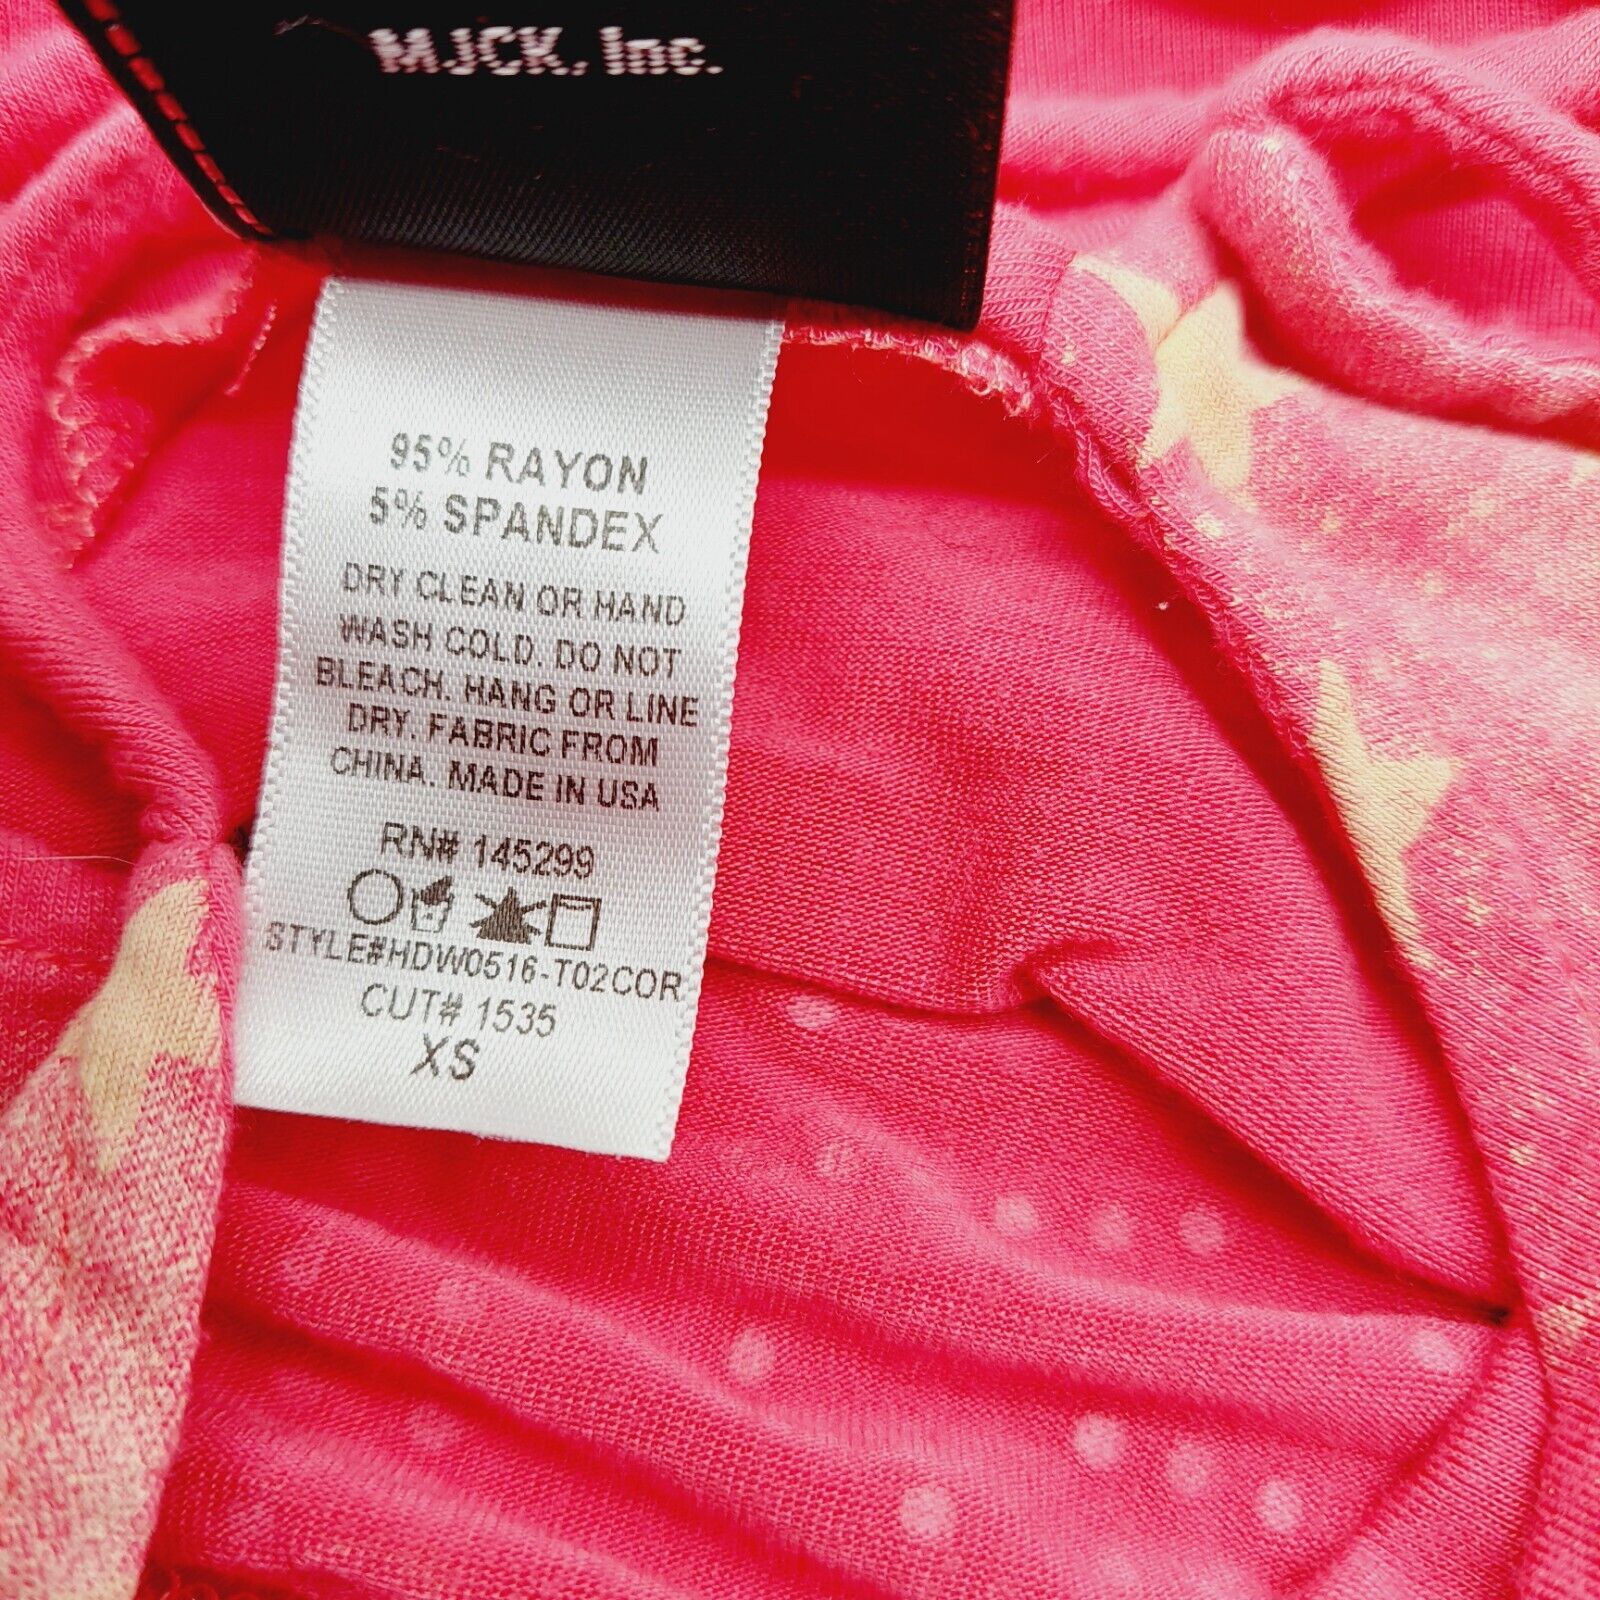 MJCK, Inc.
95% RAYON
5% SPANDEX
DRY CLEAN OR HAND
WASH COLD. DO NOT
BLEACH. HANG OR LINE
DRY. FABRIC FROM
CHINA. MADE IN USA
RN# 145299
STYLE#HDW0516-T02COR
CUT# 1535
XS